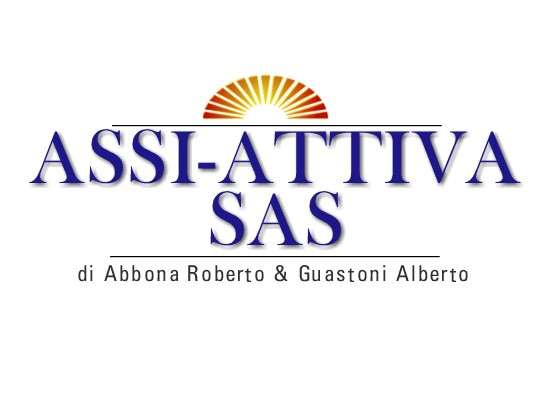 ASSI-ATTIVA
SAS
di Abbona Roberto & Guastoni Alberto